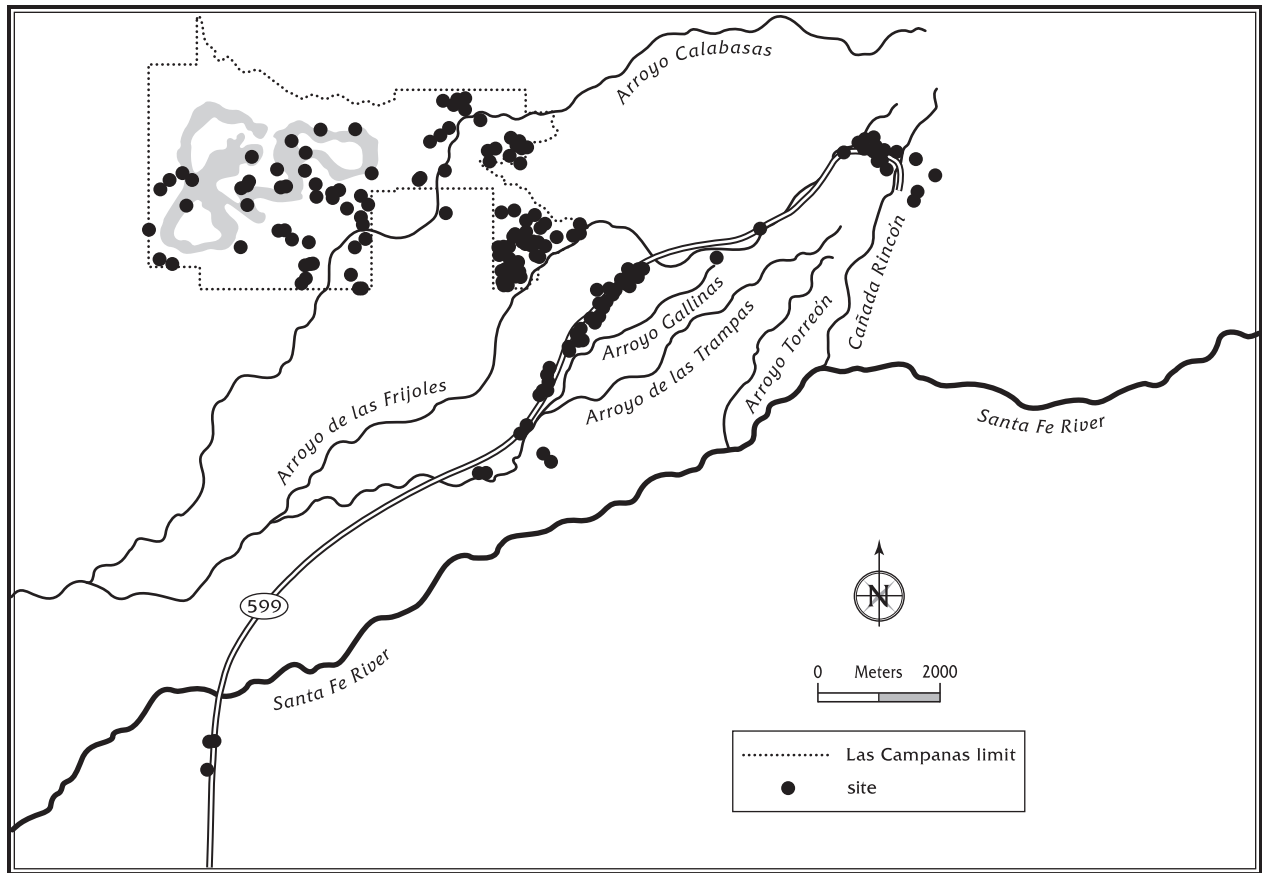 Arroyo Calabasas
Cañada Rincón
Arroyo Gallinas
Arroyo de las Trampas
Arroyo Torreón
Arroyo de las Frijoles
Santa Fe River
599
Santa Fe River
N
0 Meters 2000
Las Campanas limit
site